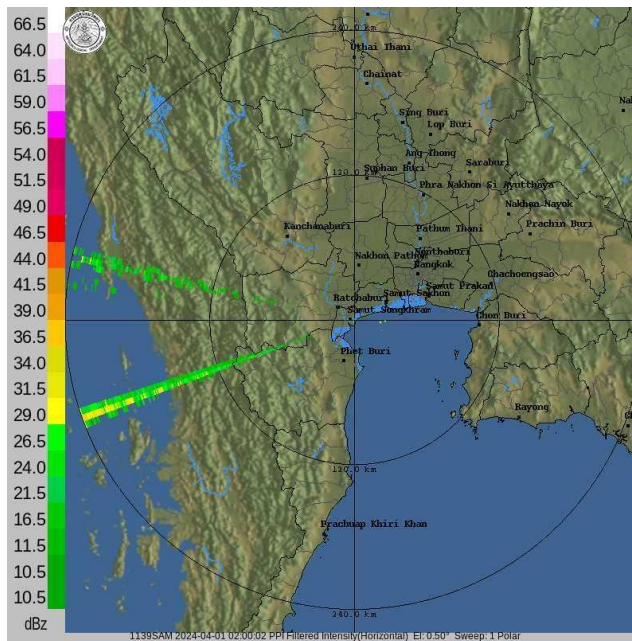 66.5
64.0
61.5
59.0
56.5
54.0
51.5
49.0
46.5
44.0
41.5
39.0
36.5
34.0
31.5
29.0
26.5
24.0
21.5
16.5
11.5
10.5
10.5
dBz
240.0 km
Uthai Thani
Chainat
Sing Buri
Lop Buri
Ang Thong
Saraburi
120.0 km
Suphan Buri
Phra Nakhon Si Ayutthaya
Nakhon Nayok
Kanchanaburi
Pathum Thani
Prachin Buri
Nakhon Pathom
Nonthaburi
Bangkok
Chachoengsao
Samut Prakan
Samut Sakhon
Ratchaburi
Samut Songkhram
Chon Buri
Phet Buri
Rayong
120.0 km
Prachuap Khiri Khan
240.0 km
1139SAM 2024-04-01 02:00:02 PPI Filtered Intensity(Horizontal) El: 0.50° Sweep: 1 Polar